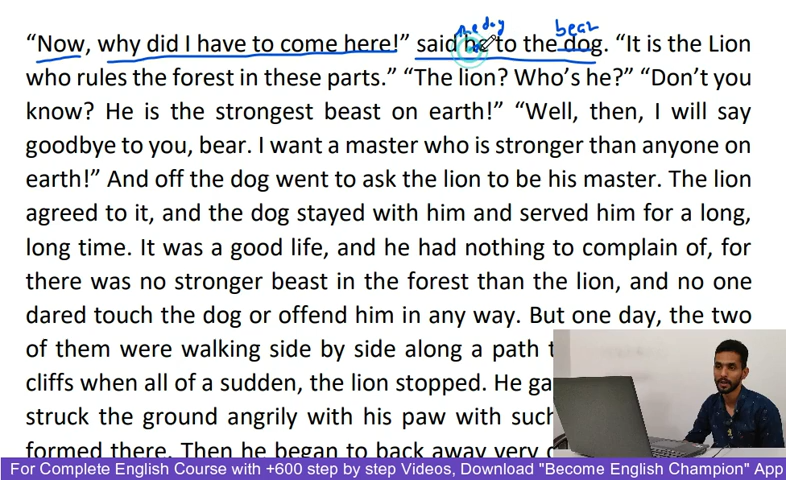 the dog bear
“Now, why did I have to come here!” said he to the dog. “It is the Lion
who rules the forest in these parts.” “The lion? Who’s he?” “Don’t you
know? He is the strongest beast on earth!” “Well, then, I will say
goodbye to you, bear. I want a master who is stronger than anyone on
earth!” And off the dog went to ask the lion to be his master. The lion
agreed to it, and the dog stayed with him and served him for a long,
long time. It was a good life, and he had nothing to complain of, for
there was no stronger beast in the forest than the lion, and no one
dared touch the dog or offend him in any way. But one day, the two
of them were walking side by side along a path
cliffs when all of a sudden, the lion stopped. He
struck the ground angrily with his paw with such
formed there. Then he began to back away very
For Complete English Course with +600 step by step Videos, Download "Become English Champion" App